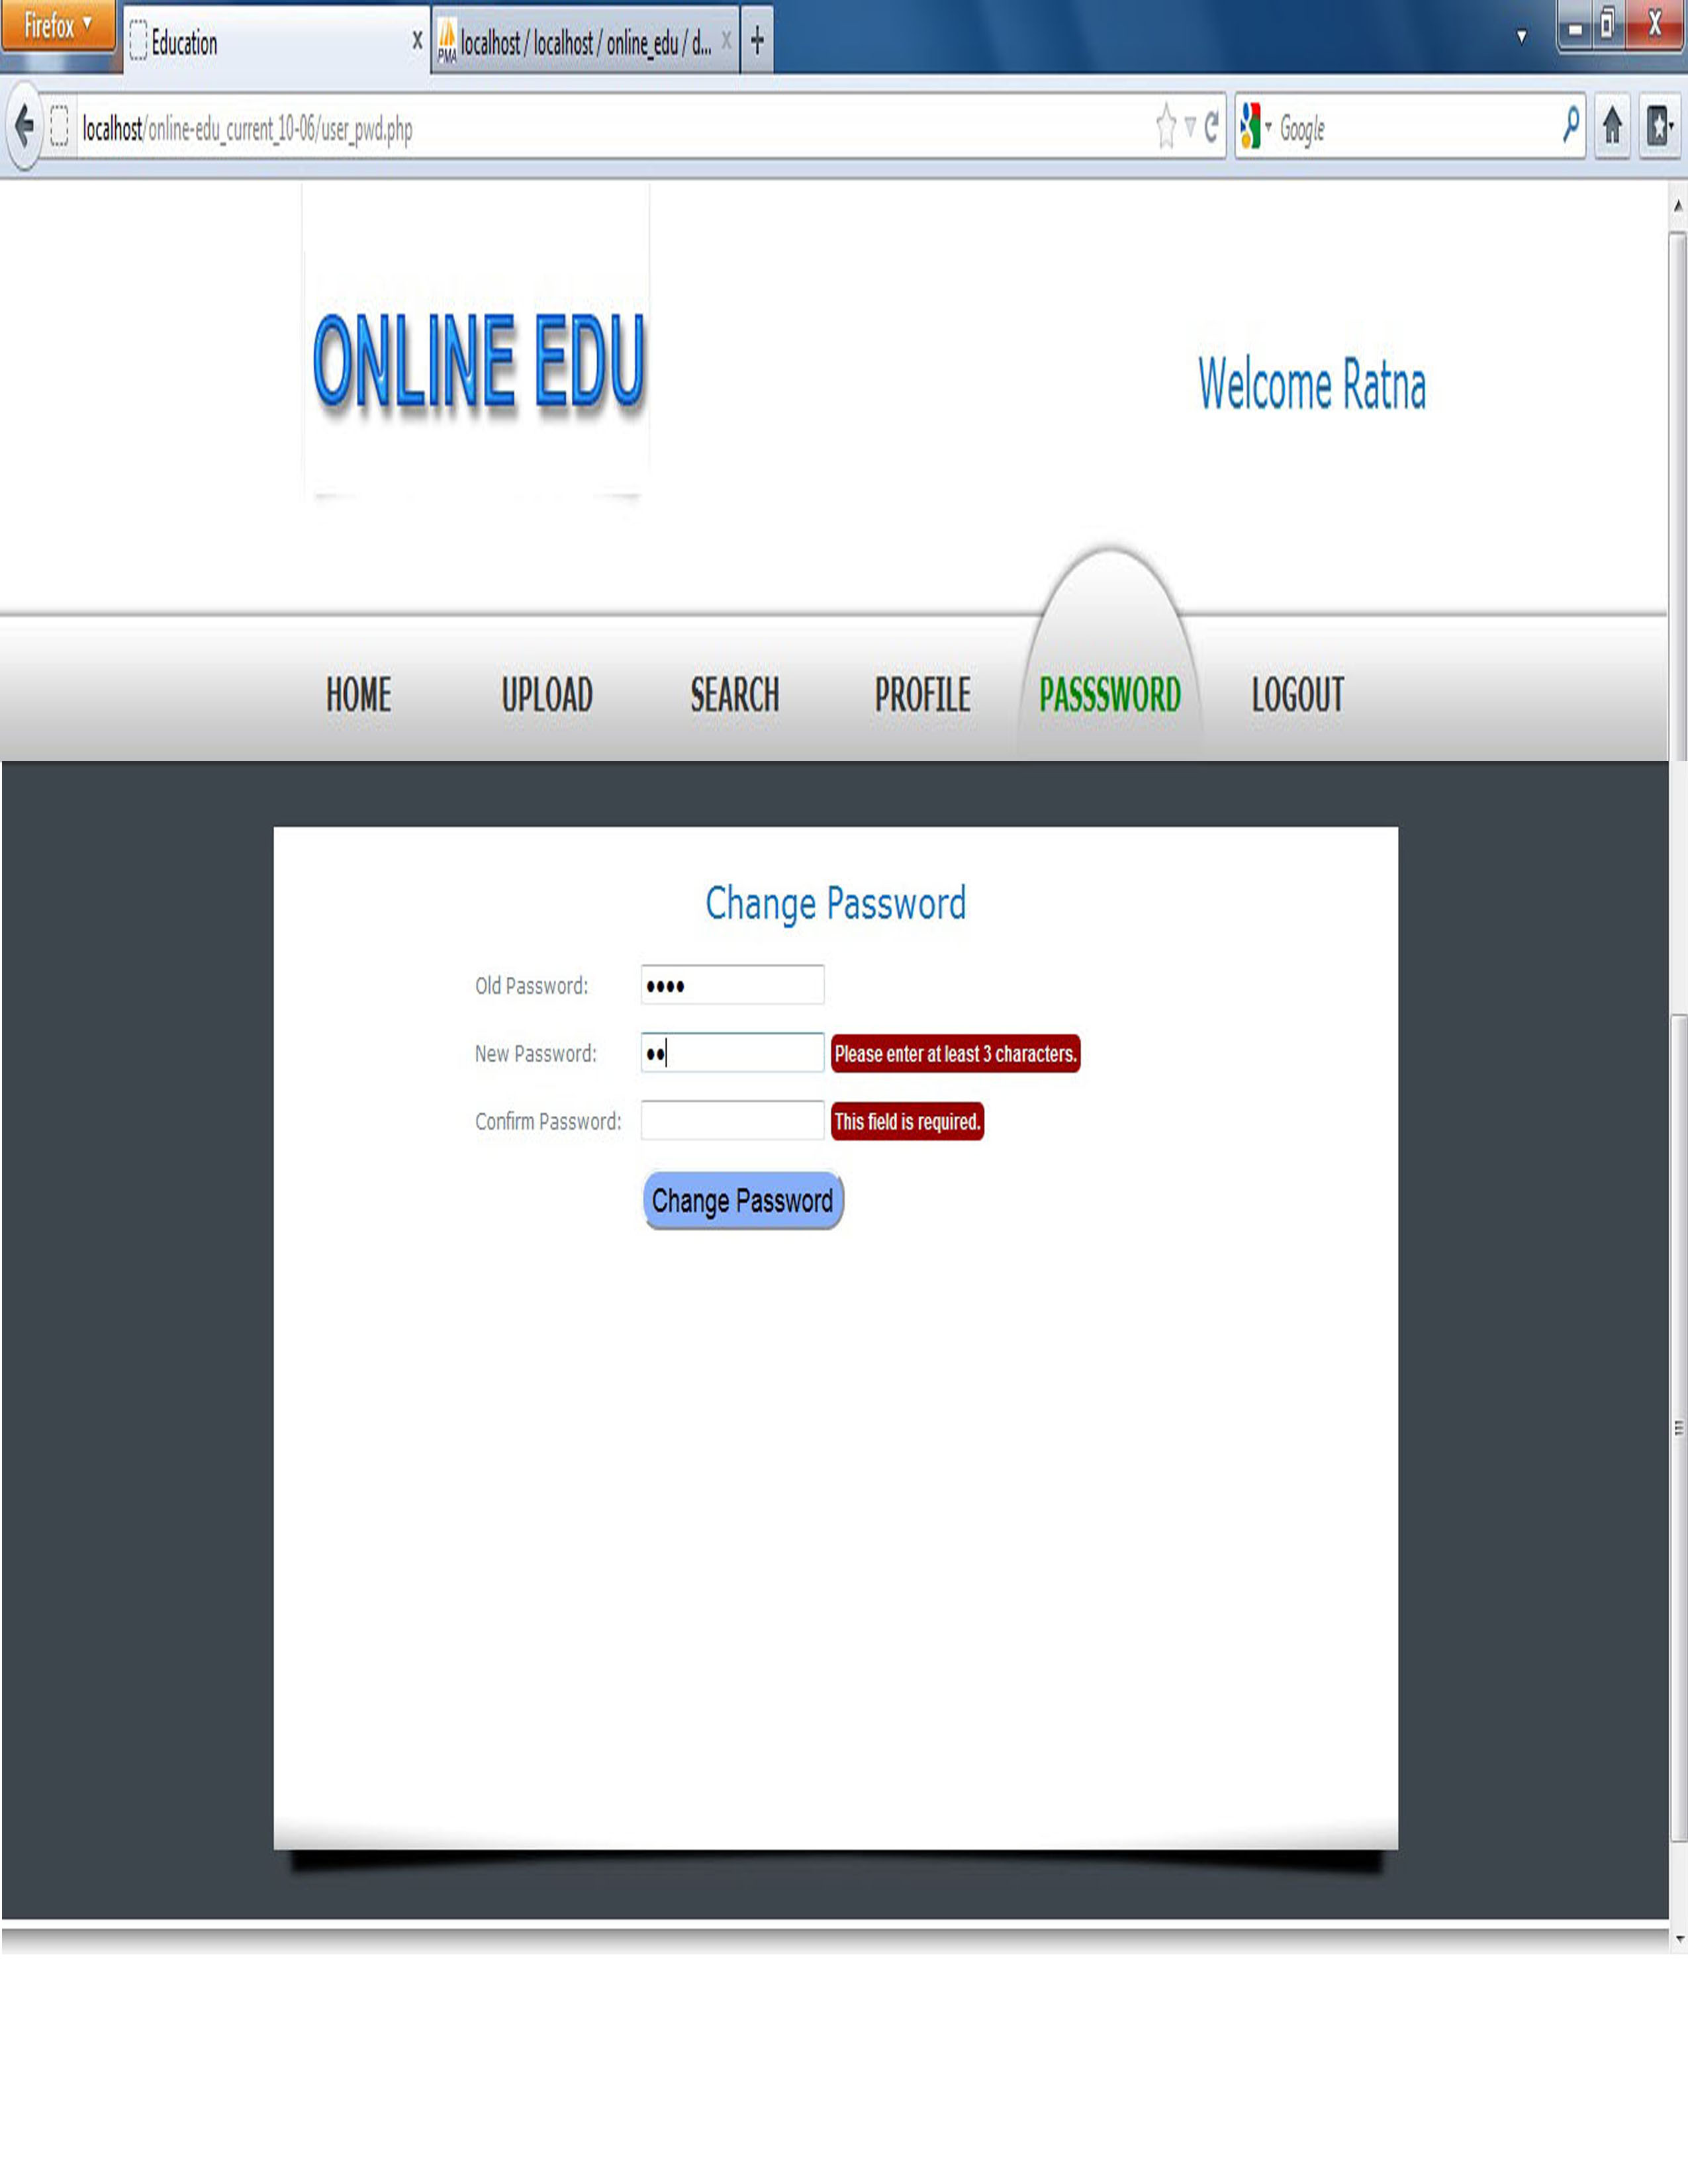 Firefox
Education
localhost / localhost / online_edu / d...
PMA
localhost/online-edu_current_10-06/user_pwd.php
Google
ONLINE EDU
Welcome Ratna
HOME UPLOAD SEARCH PROFILE PASSSWORD LOGOUT
Change Password
Old Password:
New Password: Please enter at least 3 characters.
Confirm Password: This field is required.
Change Password